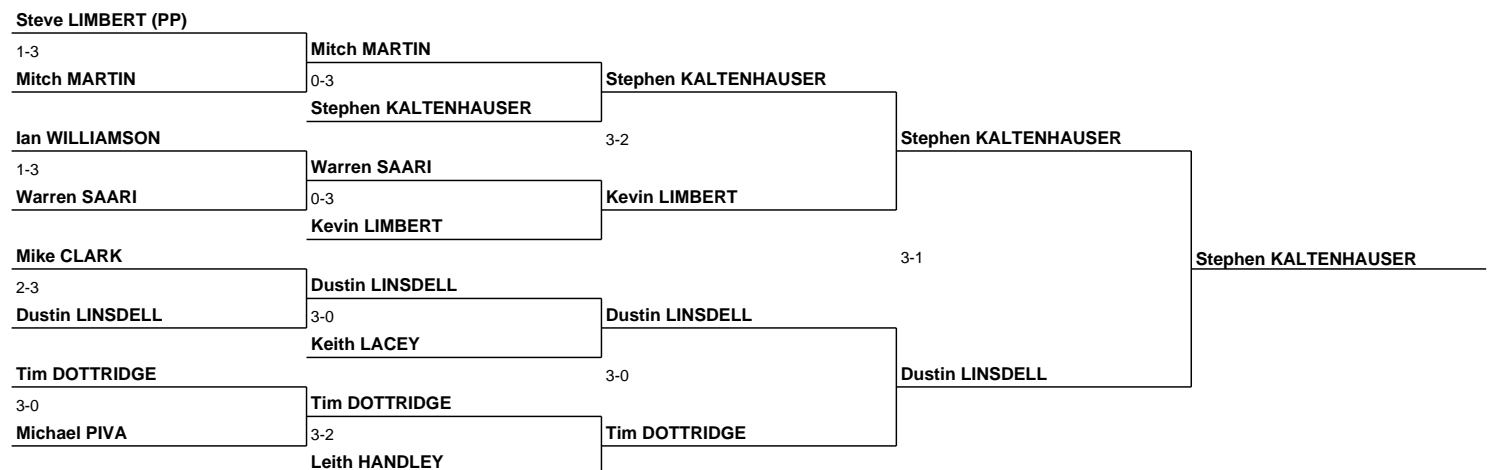 Steve LIMBERT (PP)
1-3
Mitch MARTIN
Mitch MARTIN
0-3
Stephen KALTENHAUSER
Stephen KALTENHAUSER
Ian WILLIAMSON
3-2
Stephen KALTENHAUSER
1-3
Warren SAARI
Warren SAARI
0-3
Kevin LIMBERT
Kevin LIMBERT
Mike CLARK
3-1
Stephen KALTENHAUSER
2-3
Dustin LINSDELL
Dustin LINSDELL
3-0
Dustin LINSDELL
Keith LACEY
Tim DOTTRIDGE
3-0
Dustin LINSDELL
3-0
Tim DOTTRIDGE
Michael PIVA
3-2
Tim DOTTRIDGE
Leith HANDLEY